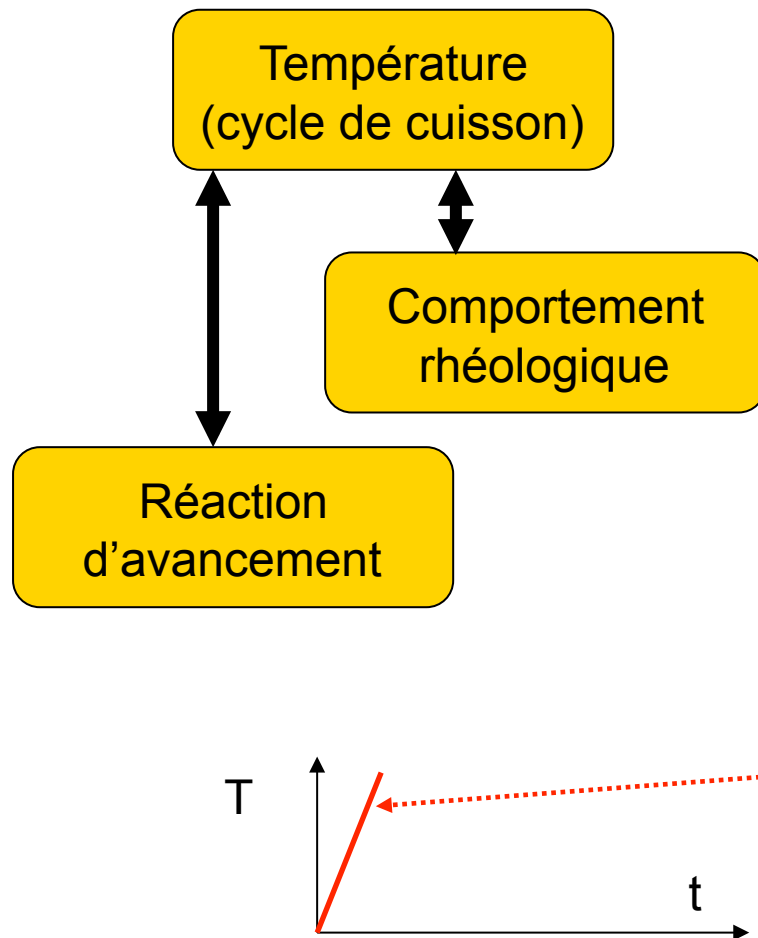 Température
(cycle de cuisson)
Comportement
rhéologique
Réaction
d’avancement
T
t